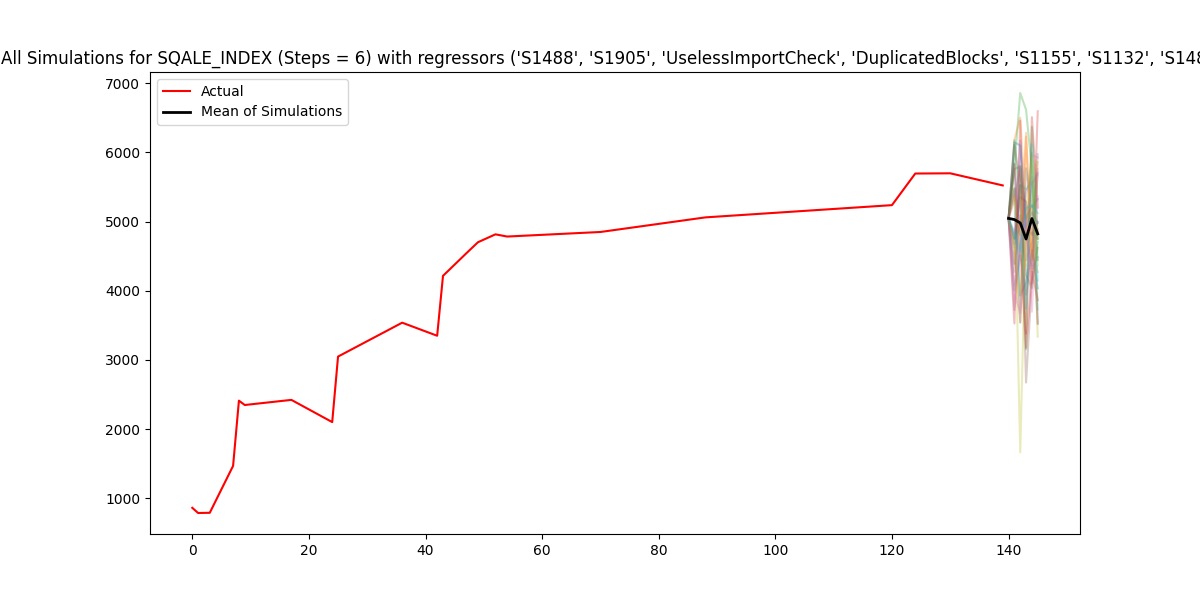 All Simulations for SQALE_INDEX (Steps = 6) with regressors ('S1488', 'S1905', 'UselessImportCheck', 'DuplicatedBlocks', 'S1155', 'S1132', 'S148
7000
6000
5000
4000
3000
2000
1000
Actual
Mean of Simulations
0 20 40 60 80 100 120 140